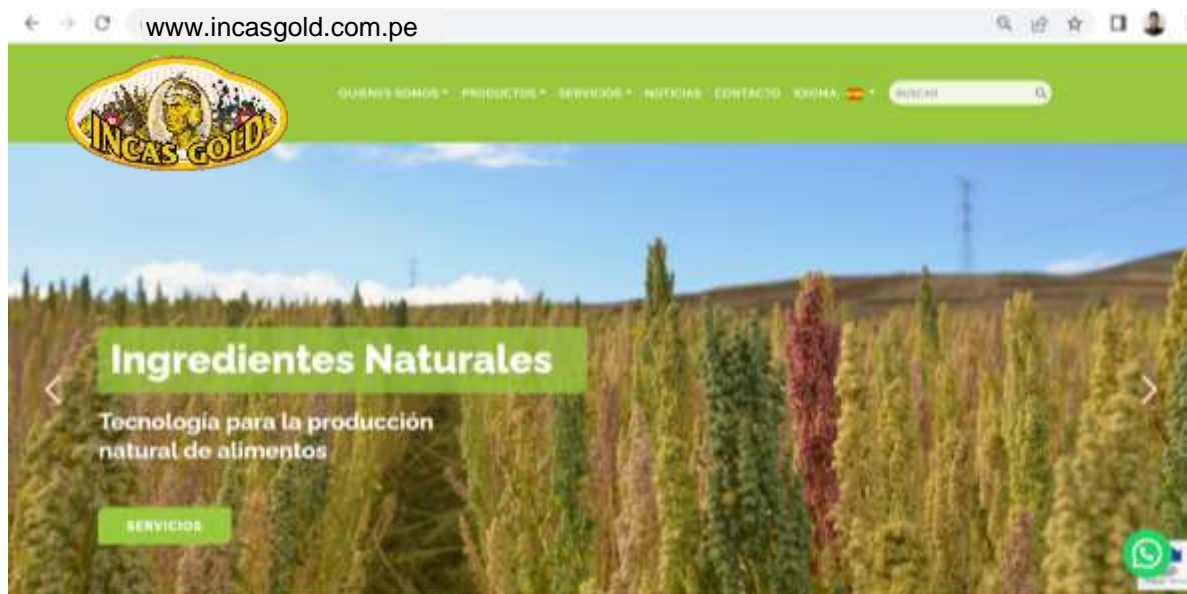 www.incasgold.com.pe
INCAS GOLD
QUIENES SOMOS PRODUCTOS SERVICIOS NOTICIAS CONTACTO IDIOMA BUSCAR
Ingredientes Naturales
Tecnología para la producción
natural de alimentos
SERVICIOS